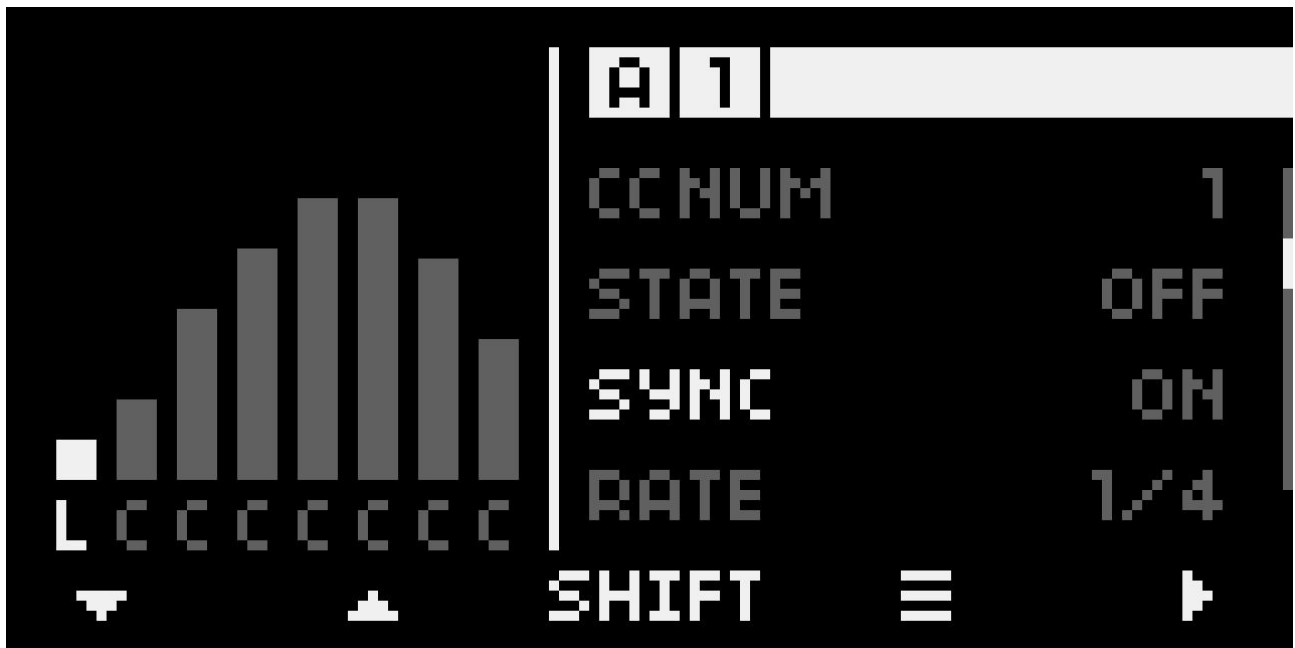 A 1
CC NUM 1
STATE OFF
SYNC ON
RATE 1/4
L C C C C C C C
SHIFT